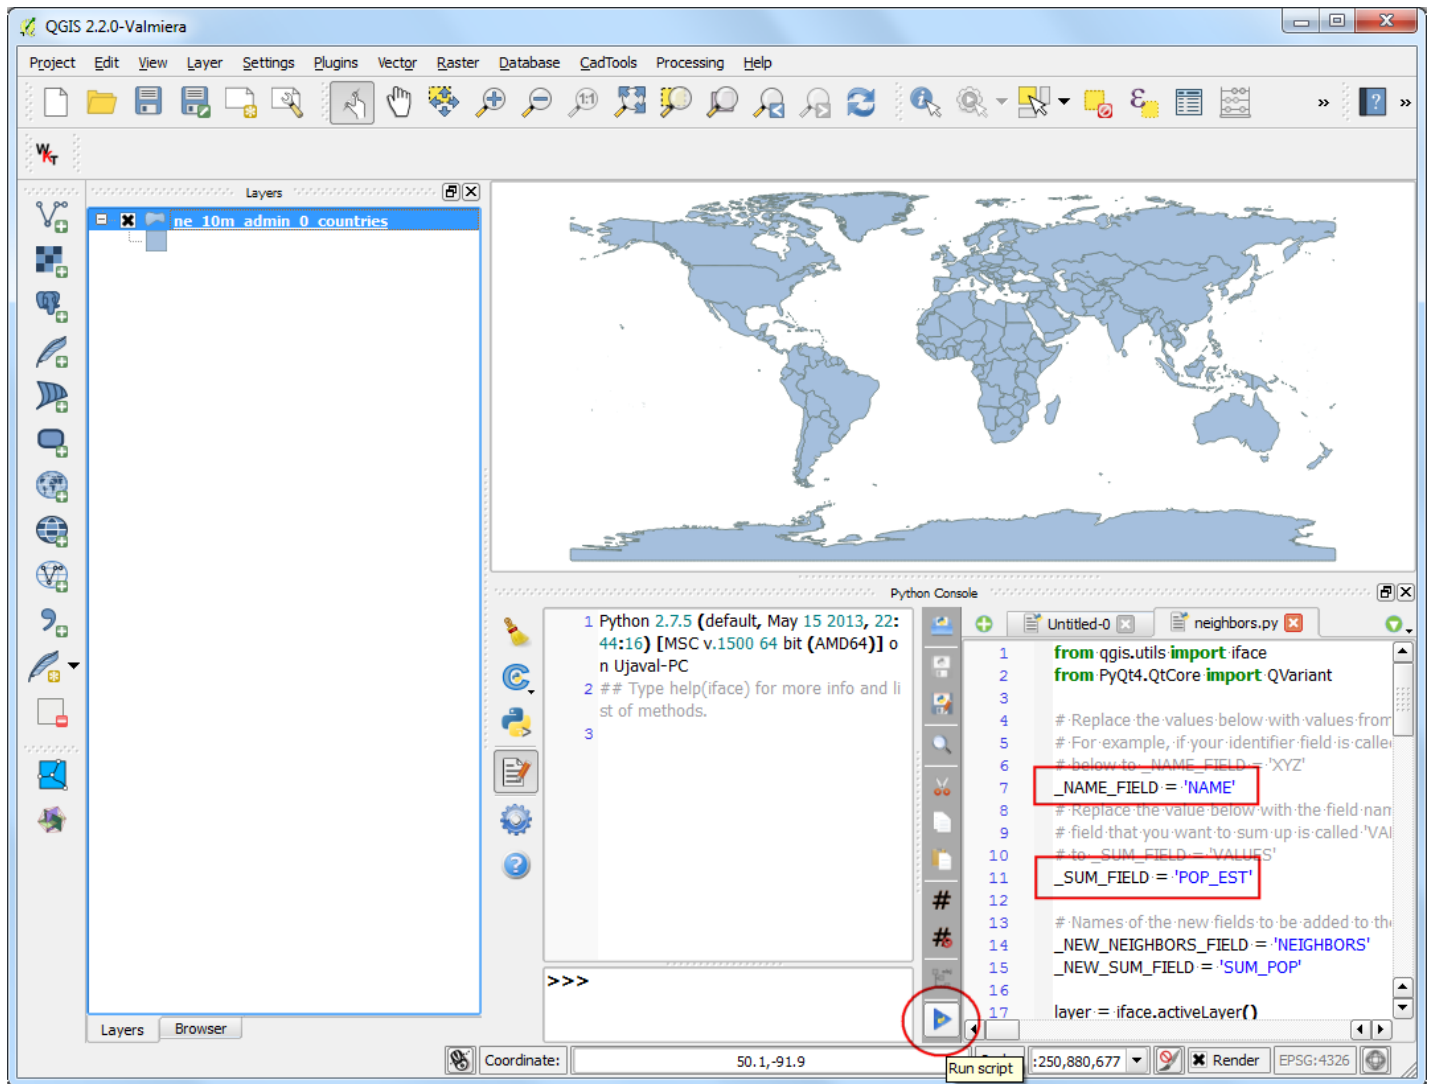 QGIS 2.2.0-Valmiera
Project Edit View Layer Settings Plugins Vector Raster Database CadTools Processing Help
1:1
ε
»
?
»
WKT
Layers
ne_10m_admin_0_countries
Layers Browser
Python Console
1 Python 2.7.5 (default, May 15 2013, 22:
44:16) [MSC v.1500 64 bit (AMD64)] o
n Ujaval-PC
2 ## Type help(iface) for more info and li
st of methods.
3
>>>
Untitled-0 neighbors.py
1 from qgis.utils import iface
2 from PyQt4.QtCore import QVariant
3
4 # Replace the values below with values from
5 # For example, if your identifier field is calle
6 # below to _NAME_FIELD = 'XYZ'
7 _NAME_FIELD = 'NAME'
8 # Replace the value below with the field nam
9 # field that you want to sum up is called 'VAL
10 # to _SUM_FIELD = 'VALUES'
11 _SUM_FIELD = 'POP_EST'
12
13 # Names of the new fields to be added to the
14 _NEW_NEIGHBORS_FIELD = 'NEIGHBORS'
15 _NEW_SUM_FIELD = 'SUM_POP'
16
17 layer = iface.activeLayer()
Coordinate: 50.1,-91.9 :250,880,677 Render EPSG:4326
Run script